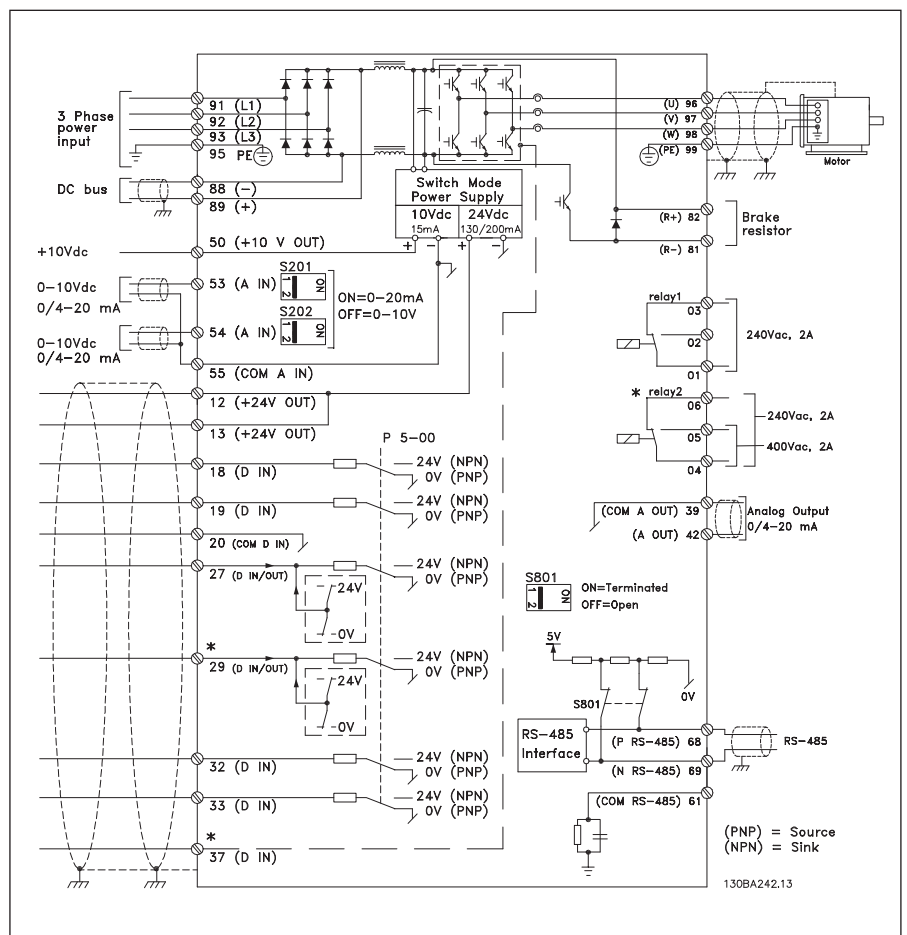 3 Phase
power
input
91 (L1)
92 (L2)
93 (L3)
95 PE
DC bus
88 (-)
89 (+)
Switch Mode
Power Supply
10Vdc
15mA
24Vdc
130/200mA
+ - + -
(U) 96
(V) 97
(W) 98
(PE) 99
Motor
(R+) 82
(R-) 81
Brake
resistor
+10Vdc
50 (+10 V OUT)
0-10Vdc
0/4-20 mA
53 (A IN)
S201
ON
1 2
ON=0-20mA
OFF=0-10V
S202
ON
1 2
0-10Vdc
0/4-20 mA
54 (A IN)
55 (COM A IN)
12 (+24V OUT)
13 (+24V OUT)
P 5-00
18 (D IN)
24V (NPN)
0V (PNP)
19 (D IN)
24V (NPN)
0V (PNP)
20 (COM D IN)
27 (D IN/OUT)
24V (NPN)
0V (PNP)
24V
0V
*
29 (D IN/OUT)
24V (NPN)
0V (PNP)
24V
0V
32 (D IN)
24V (NPN)
0V (PNP)
33 (D IN)
24V (NPN)
0V (PNP)
*
37 (D IN)
relay1
03
02
01
240Vac, 2A
* relay2
06
05
04
240Vac, 2A
400Vac, 2A
(COM A OUT) 39
(A OUT) 42
Analog Output
0/4-20 mA
S801
ON
1 2
ON=Terminated
OFF=Open
5V
0V
S801
RS-485
Interface
(P RS-485) 68
(N RS-485) 69
RS-485
(COM RS-485) 61
(PNP) = Source
(NPN) = Sink
130BA242.13